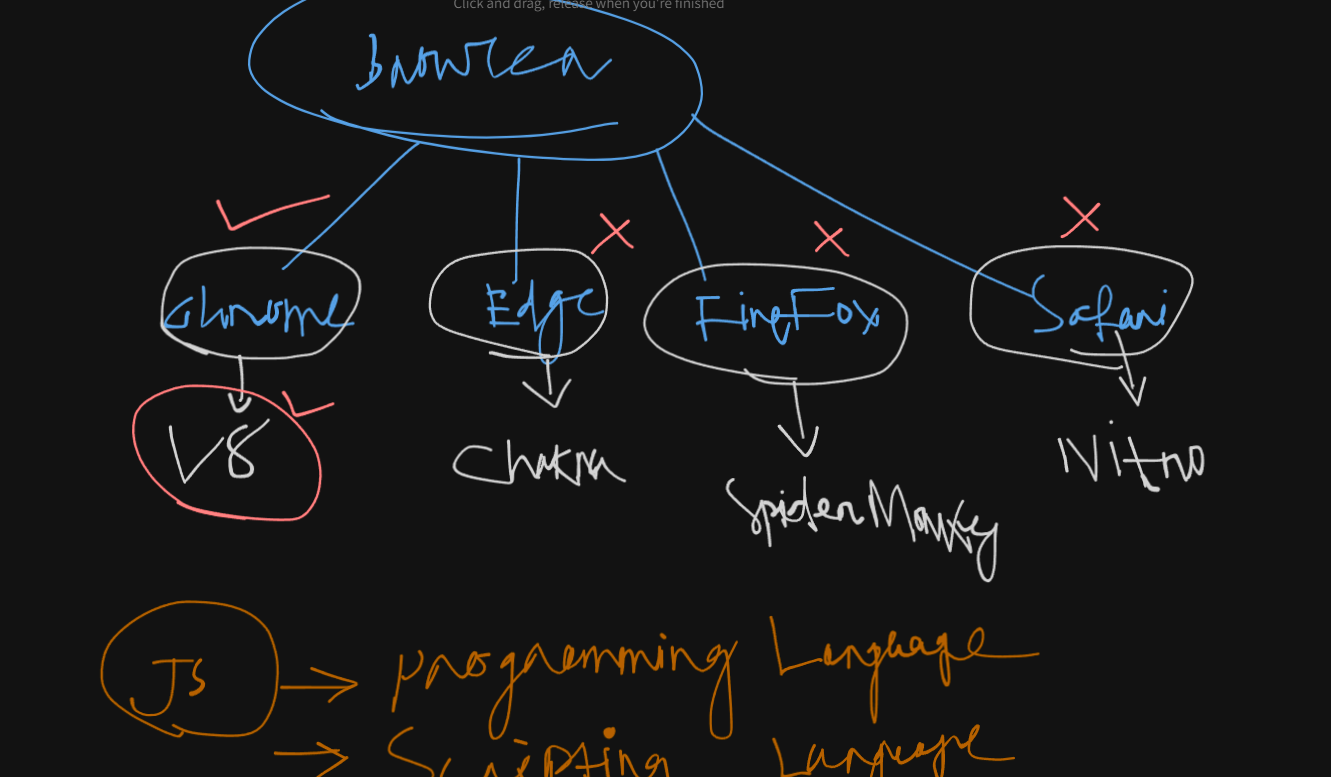 Click and drag, release when you're finished
Browser
Chrome Edge FireFox Safari
V8 Chakra SpiderMonkey Nitro
JS → Programming Language
→ Scripting Language